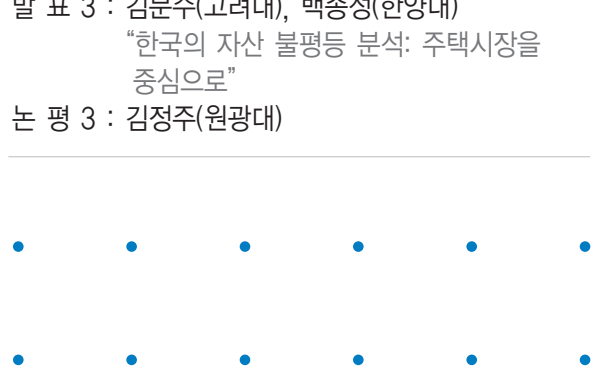 발 표 3 : 김문수(고려대), 백종성(한양대)
“한국의 자산 불평등 분석: 주택시장을
중심으로”
논 평 3 : 김정주(원광대)